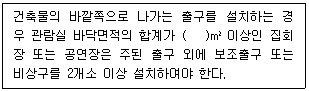 건축물의 바깥쪽으로 나가는 출구를 설치하는 경
우 관람실 바닥면적의 합계가 (   )㎡ 이상인 집회
장 또는 공연장은 주된 출구 외에 보조출구 또는
비상구를 2개소 이상 설치하여야 한다.